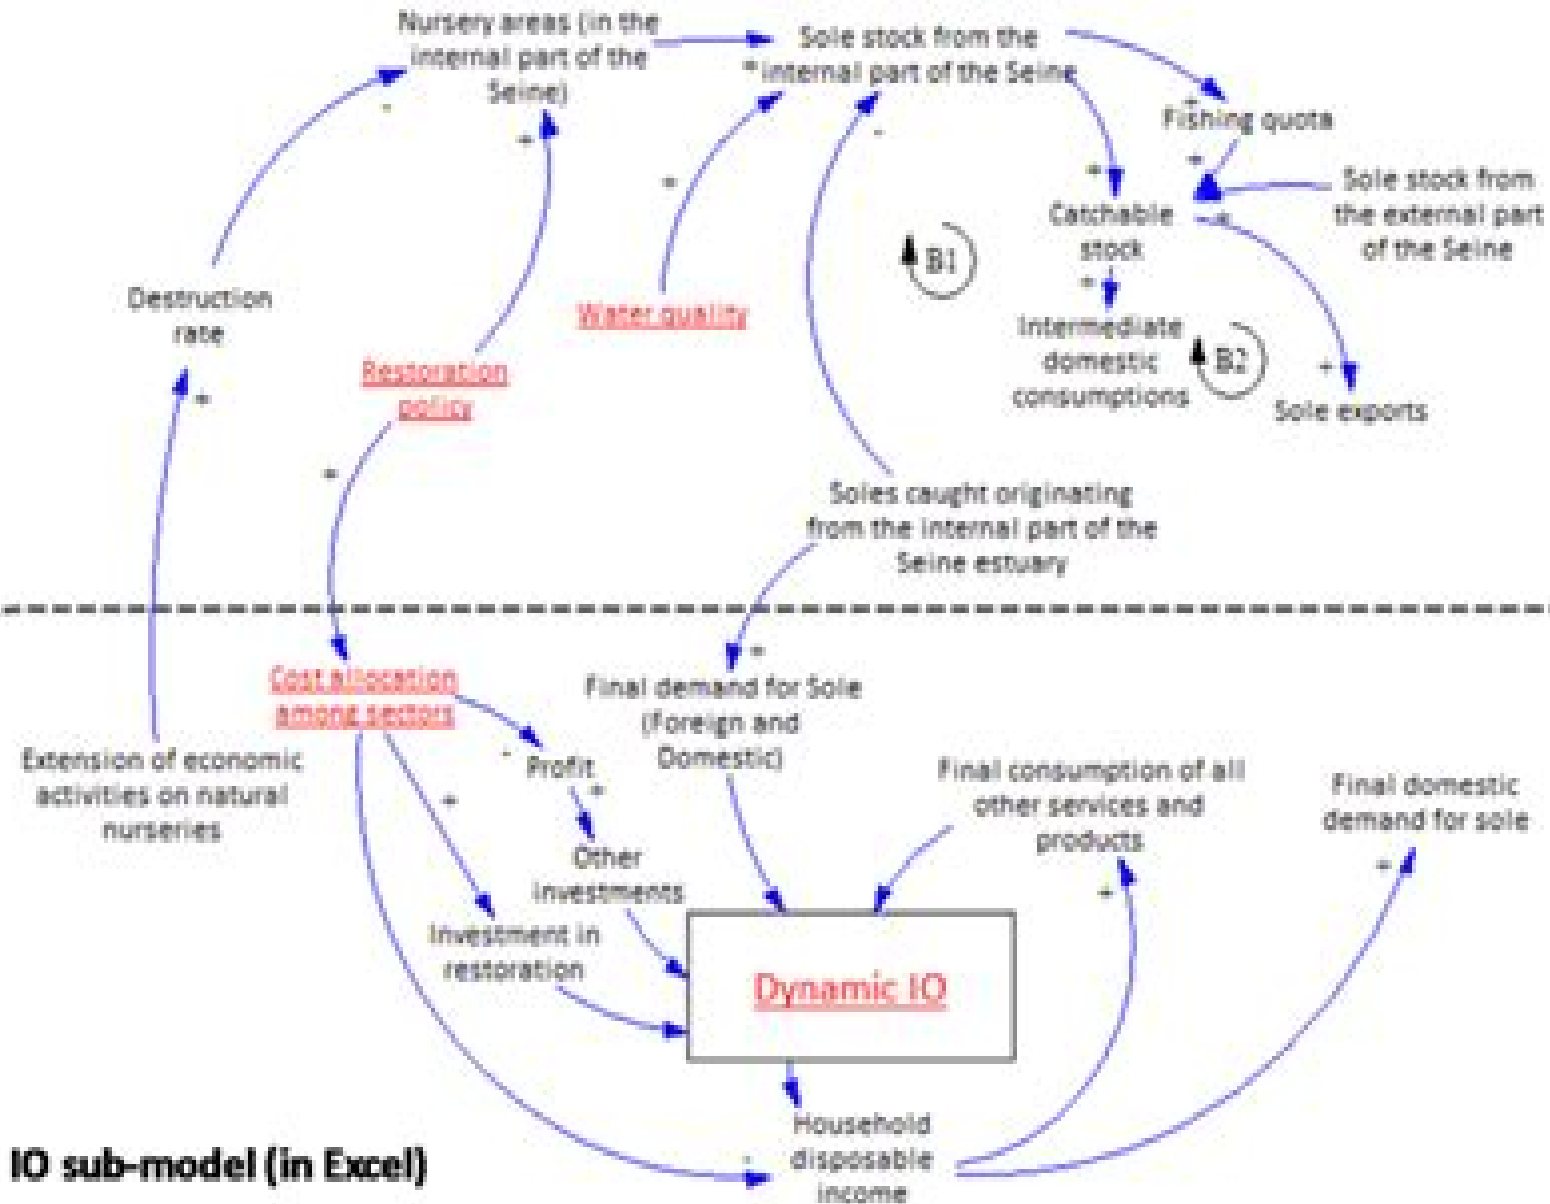 Nursery areas (in the
internal part of the
Seine)
Sole stock from the
internal part of the Seine
Fishing quota
Sole stock from
the external part
of the Seine
Catchable
stock
B1
Destruction
rate
Water quality
Intermediate
domestic
consumptions
B2
Restoration
policy
Sole exports
Soles caught originating
from the internal part of the
Seine estuary
Cost allocation
among sectors
Final demand for Sole
(Foreign and
Domestic)
Extension of economic
activities on natural
nurseries
Profit
Final consumption of all
other services and
products
Final domestic
demand for sole
Other
investments
Investment in
restoration
Dynamic IO
Household
disposable
income
IO sub-model (in Excel)